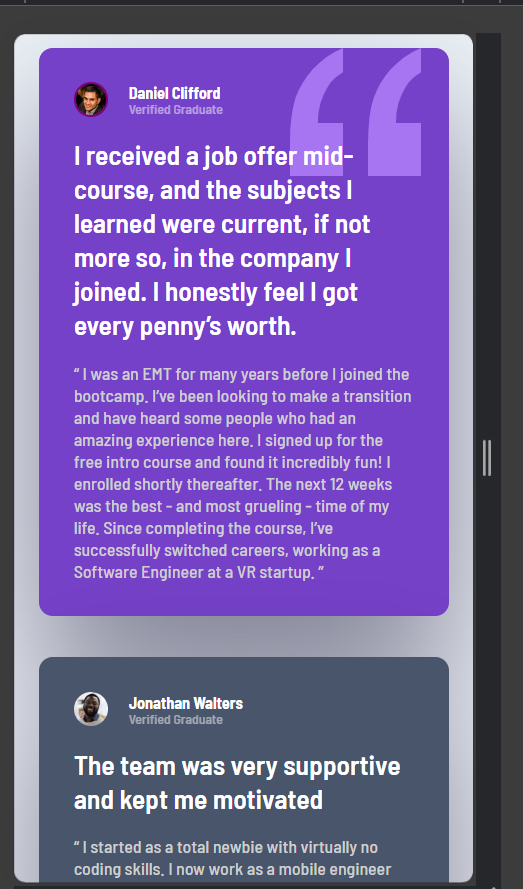 Daniel Clifford
Verified Graduate
I received a job offer mid-
course, and the subjects I
learned were current, if not
more so, in the company I
joined. I honestly feel I got
every penny’s worth.
“ I was an EMT for many years before I joined the
bootcamp. I’ve been looking to make a transition
and have heard some people who had an
amazing experience here. I signed up for the
free intro course and found it incredibly fun! I
enrolled shortly thereafter. The next 12 weeks
was the best - and most grueling - time of my
life. Since completing the course, I’ve
successfully switched careers, working as a
Software Engineer at a VR startup. ”
Jonathan Walters
Verified Graduate
The team was very supportive
and kept me motivated
“ I started as a total newbie with virtually no
coding skills. I now work as a mobile engineer